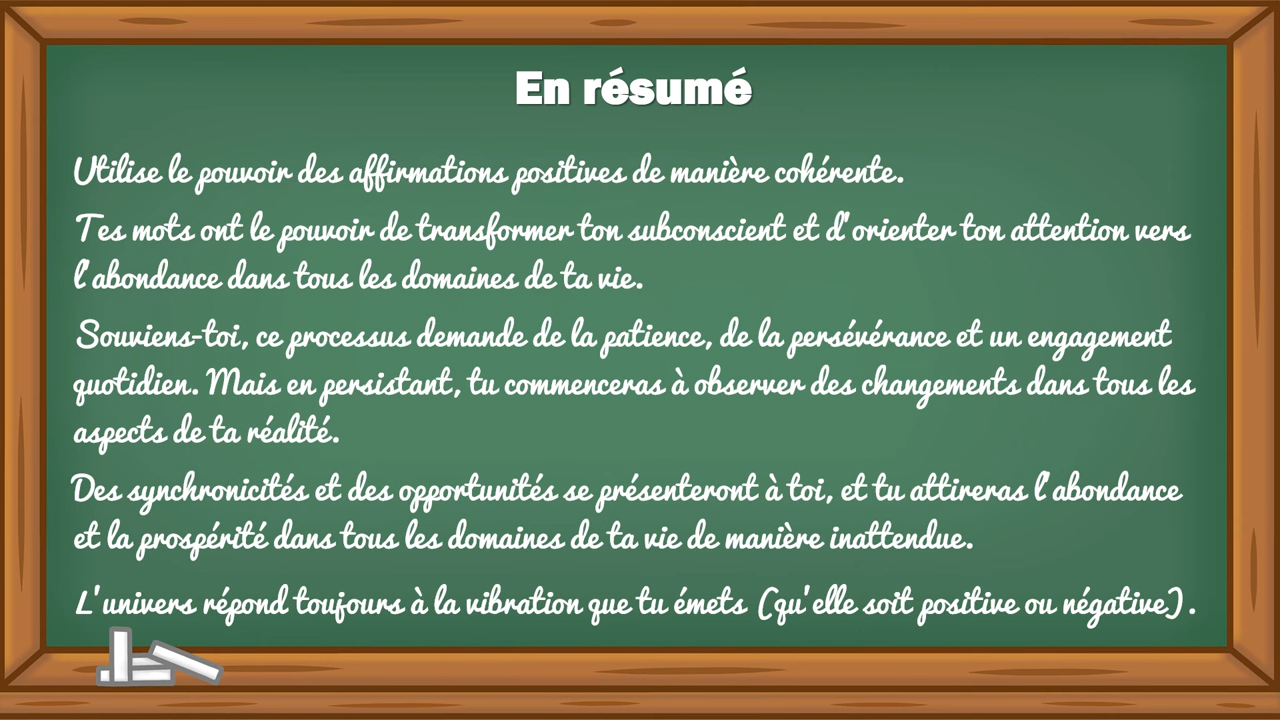 En résumé
Utilise le pouvoir des affirmations positives de manière cohérente.
Tes mots ont le pouvoir de transformer ton subconscient et d'orienter ton attention vers
l'abondance dans tous les domaines de ta vie.
Souviens-toi, ce processus demande de la patience, de la persévérance et un engagement
quotidien. Mais en persistant, tu commenceras à observer des changements dans tous les
aspects de ta réalité.
Des synchronicités et des opportunités se présenteront à toi, et tu attireras l'abondance
et la prospérité dans tous les domaines de ta vie de manière inattendue.
L'univers répond toujours à la vibration que tu émets (qu'elle soit positive ou négative).